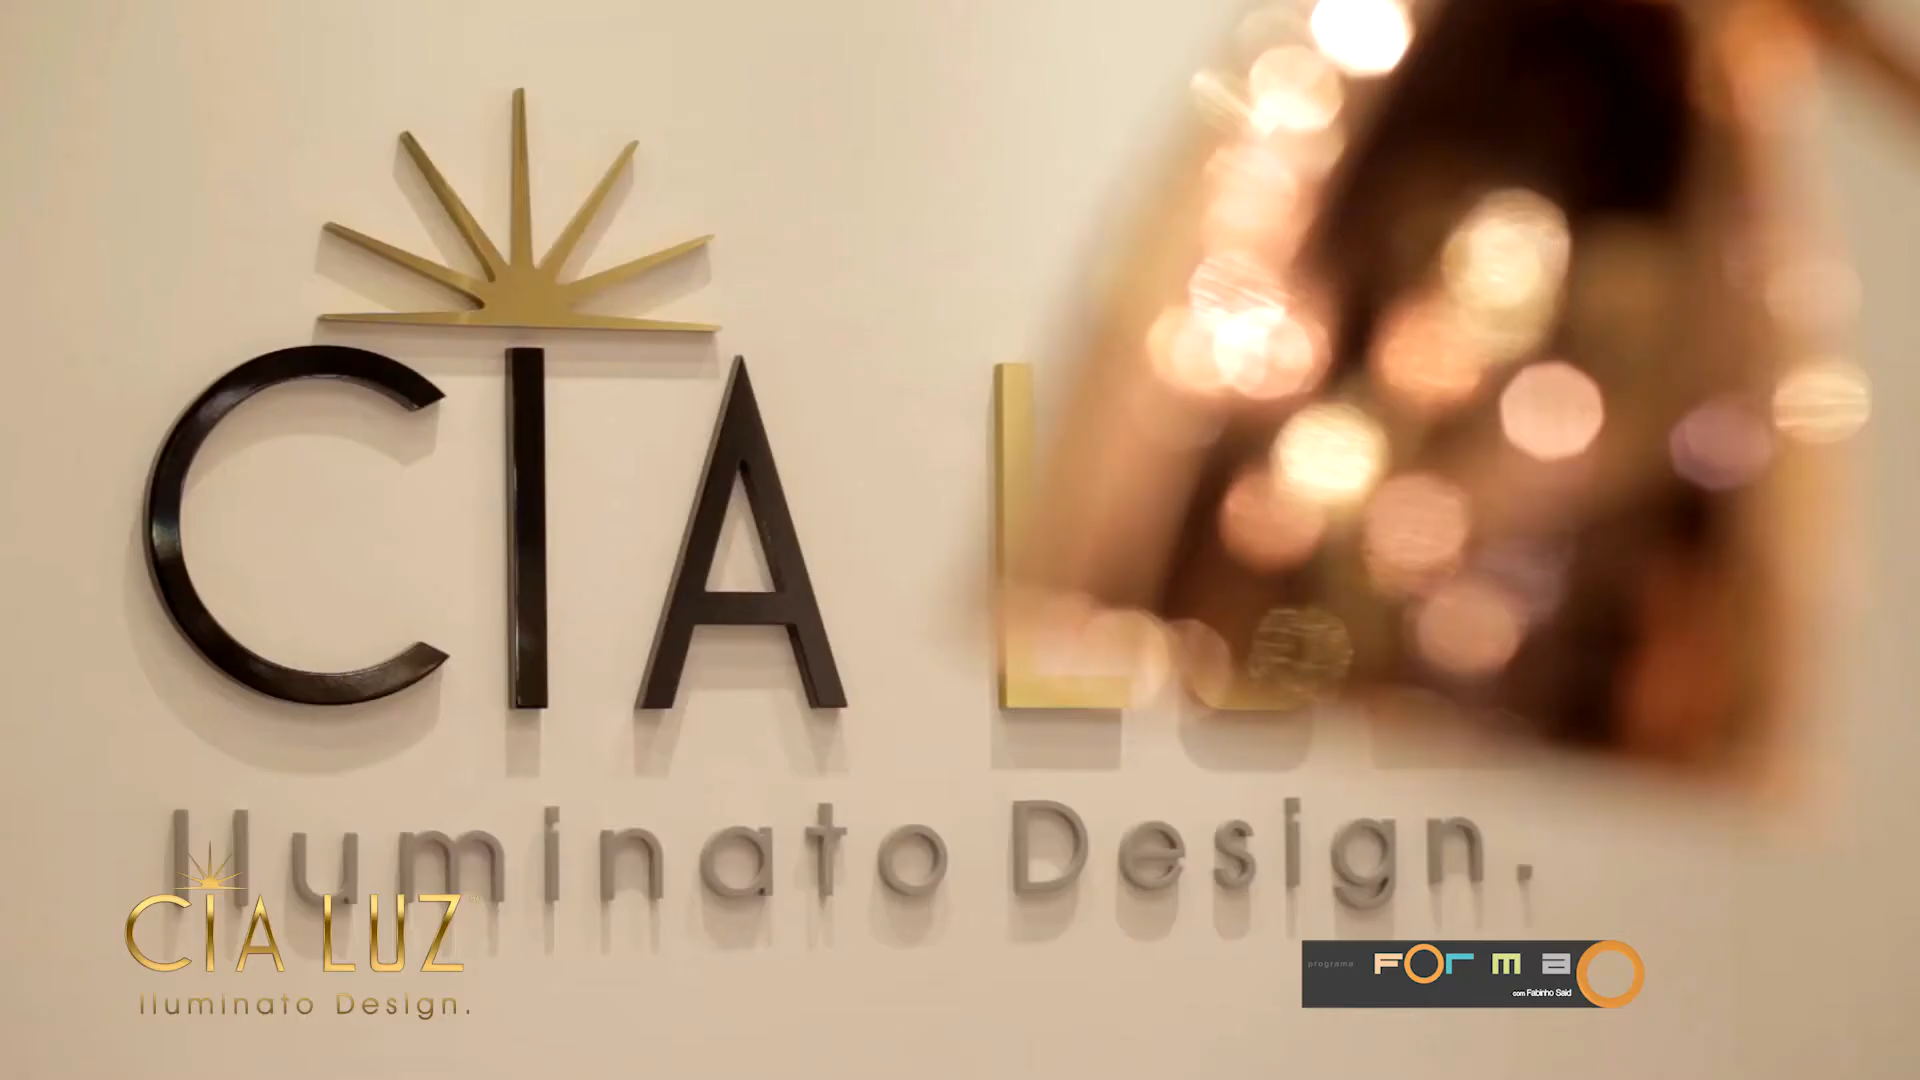 CIA L
Iluminato Design.
CIA LUZ
Iluminato Design.
programa FORMA
com Fabinho Said